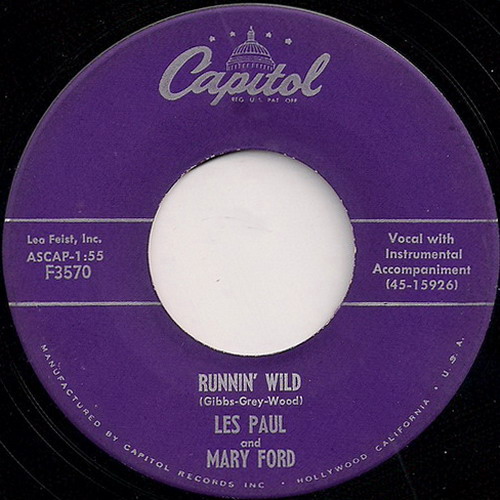 Capitol
REG. U.S. PAT. OFF.
Leo Feist, Inc.
ASCAP-1:55
F3570
Vocal with
Instrumental
Accompaniment
(45-15926)
RUNNIN' WILD
(Gibbs-Grey-Wood)
LES PAUL
and
MARY FORD
MANUFACTURED BY CAPITOL RECORDS INC • HOLLYWOOD CALIFORNIA • U.S.A.